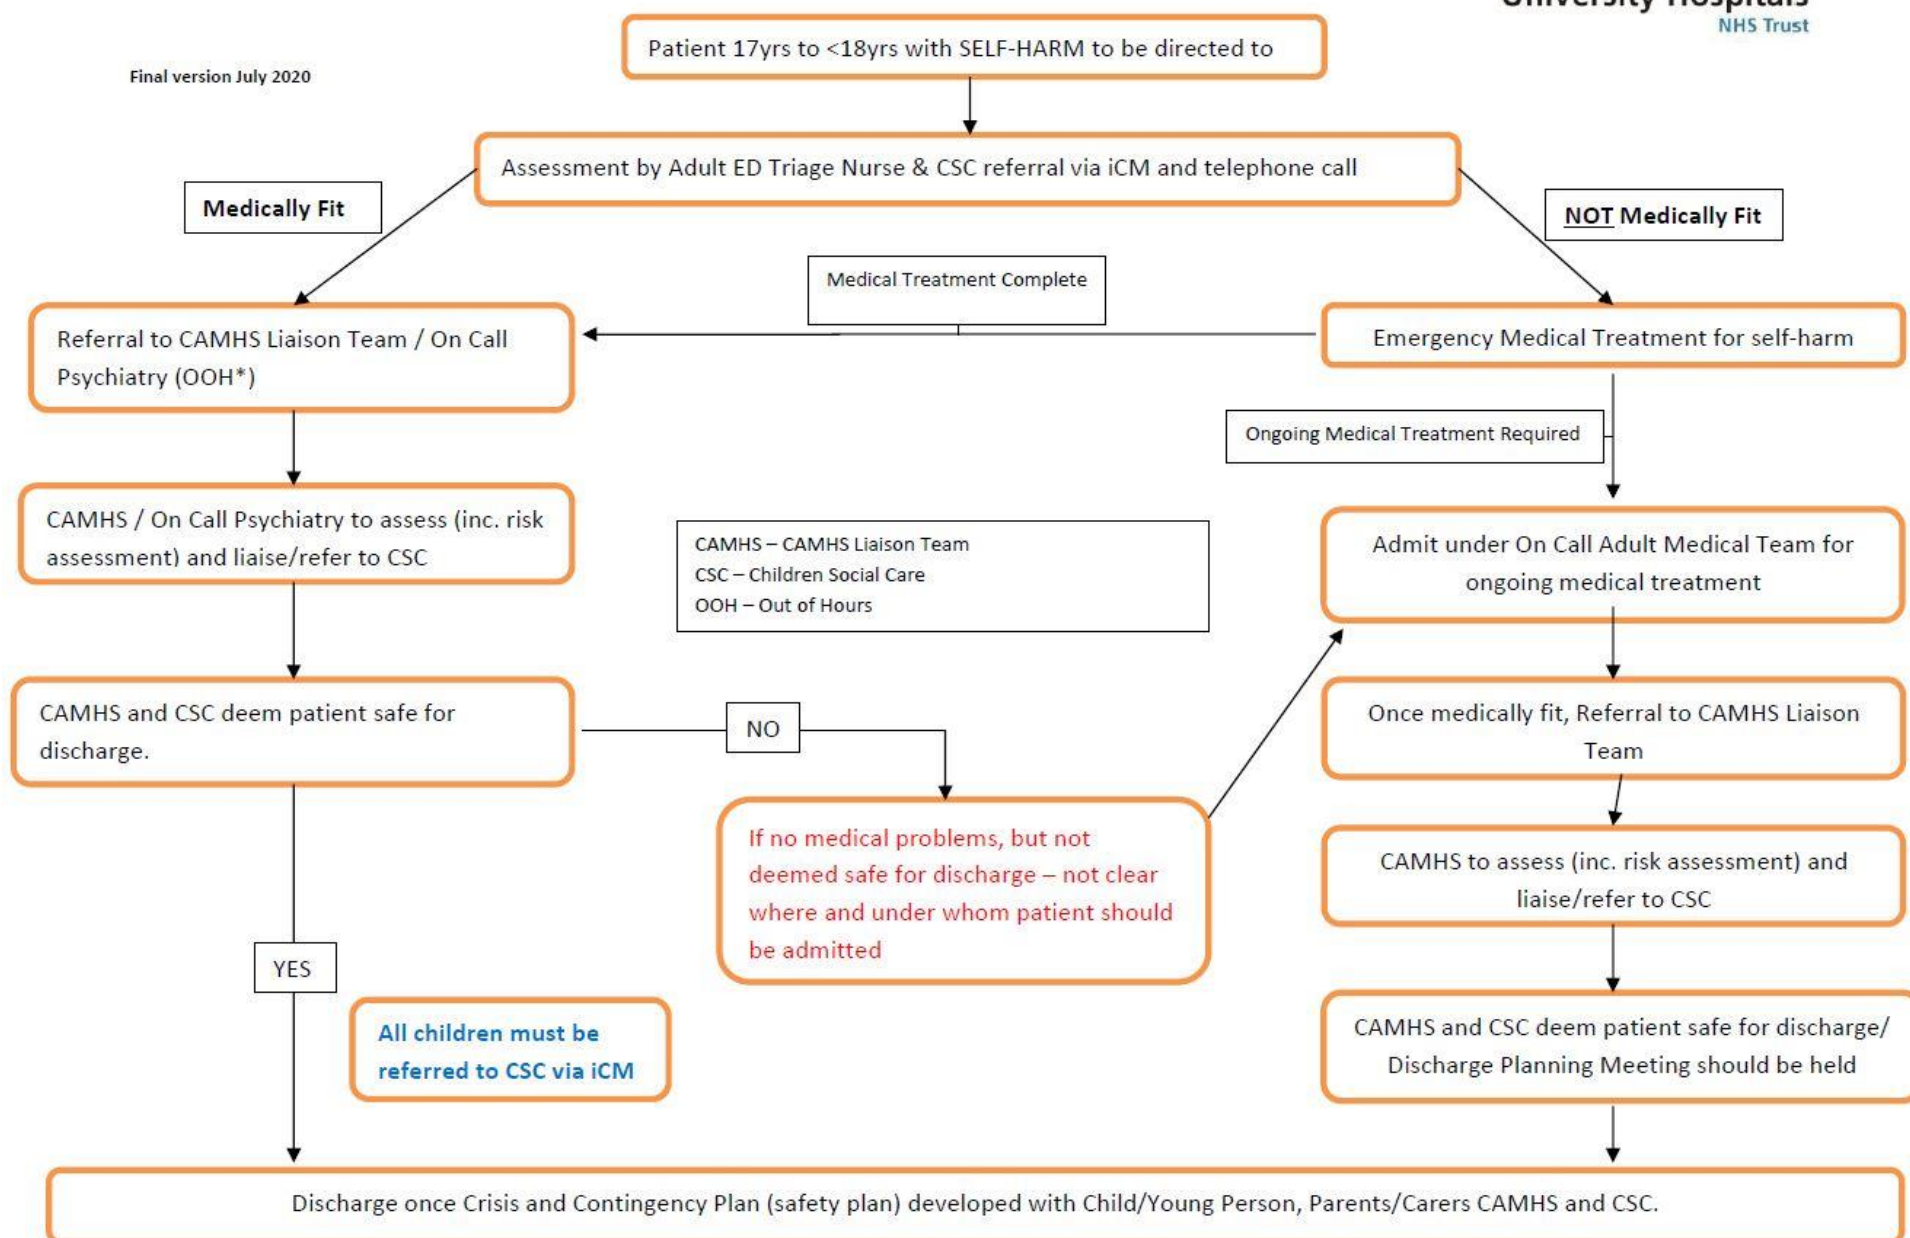 University Hospitals
NHS Trust
Final version July 2020
Patient 17yrs to <18yrs with SELF-HARM to be directed to
Assessment by Adult ED Triage Nurse & CSC referral via iCM and telephone call
Medically Fit
NOT Medically Fit
Medical Treatment Complete
Referral to CAMHS Liaison Team / On Call
Psychiatry (OOH*)
Emergency Medical Treatment for self-harm
Ongoing Medical Treatment Required
CAMHS / On Call Psychiatry to assess (inc. risk
assessment) and liaise/refer to CSC
CAMHS – CAMHS Liaison Team
CSC – Children Social Care
OOH – Out of Hours
Admit under On Call Adult Medical Team for
ongoing medical treatment
CAMHS and CSC deem patient safe for
discharge.
NO
Once medically fit, Referral to CAMHS Liaison
Team
If no medical problems, but not
deemed safe for discharge – not clear
where and under whom patient should
be admitted
CAMHS to assess (inc. risk assessment) and
liaise/refer to CSC
YES
All children must be
referred to CSC via iCM
CAMHS and CSC deem patient safe for discharge/
Discharge Planning Meeting should be held
Discharge once Crisis and Contingency Plan (safety plan) developed with Child/Young Person, Parents/Carers CAMHS and CSC.